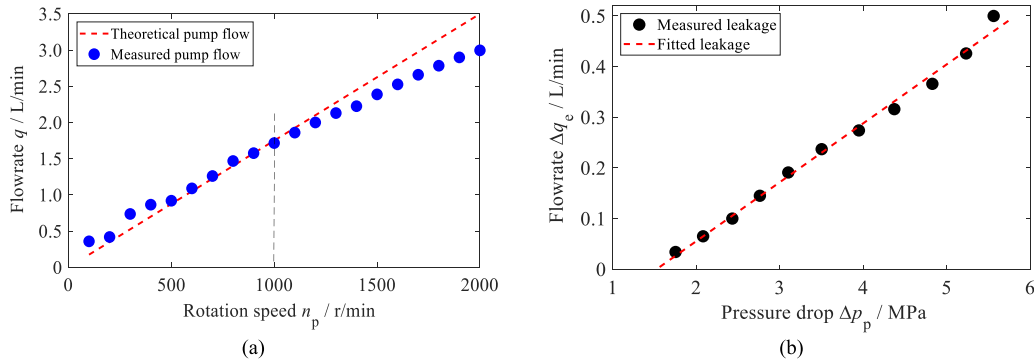 3.5
3.0
2.5
2.0
1.5
1.0
0.5
0
Flowrate q / L/min
Theoretical pump flow
Measured pump flow
0 500 1000 1500 2000
Rotation speed nₚ / r/min
(a)
0.5
0.4
0.3
0.2
0.1
0
Flowrate Δqₑ / L/min
Measured leakage
Fitted leakage
1 2 3 4 5 6
Pressure drop Δpₚ / MPa
(b)